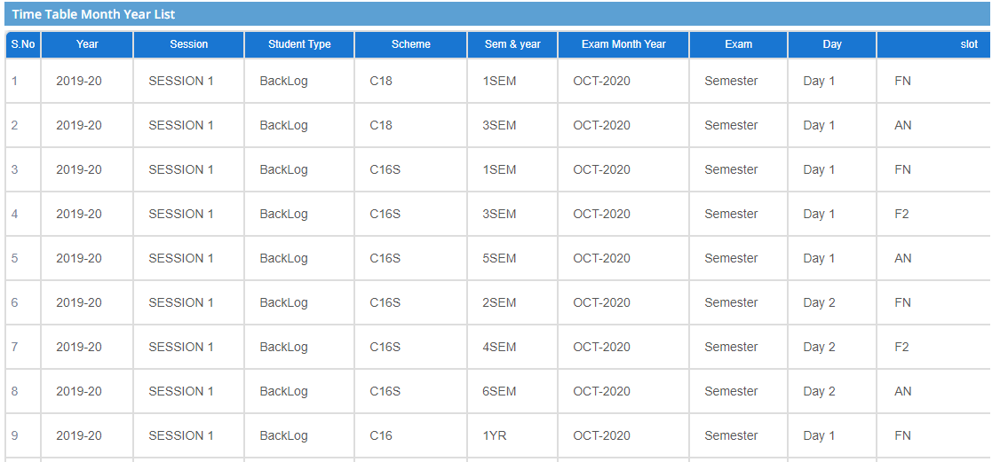 Time Table Month Year List
S.No Year Session Student Type Scheme Sem & year Exam Month Year Exam Day slot
1 2019-20 SESSION 1 BackLog C18 1SEM OCT-2020 Semester Day 1 FN
2 2019-20 SESSION 1 BackLog C18 3SEM OCT-2020 Semester Day 1 AN
3 2019-20 SESSION 1 BackLog C16S 1SEM OCT-2020 Semester Day 1 FN
4 2019-20 SESSION 1 BackLog C16S 3SEM OCT-2020 Semester Day 1 F2
5 2019-20 SESSION 1 BackLog C16S 5SEM OCT-2020 Semester Day 1 AN
6 2019-20 SESSION 1 BackLog C16S 2SEM OCT-2020 Semester Day 2 FN
7 2019-20 SESSION 1 BackLog C16S 4SEM OCT-2020 Semester Day 2 F2
8 2019-20 SESSION 1 BackLog C16S 6SEM OCT-2020 Semester Day 2 AN
9 2019-20 SESSION 1 BackLog C16 1YR OCT-2020 Semester Day 1 FN